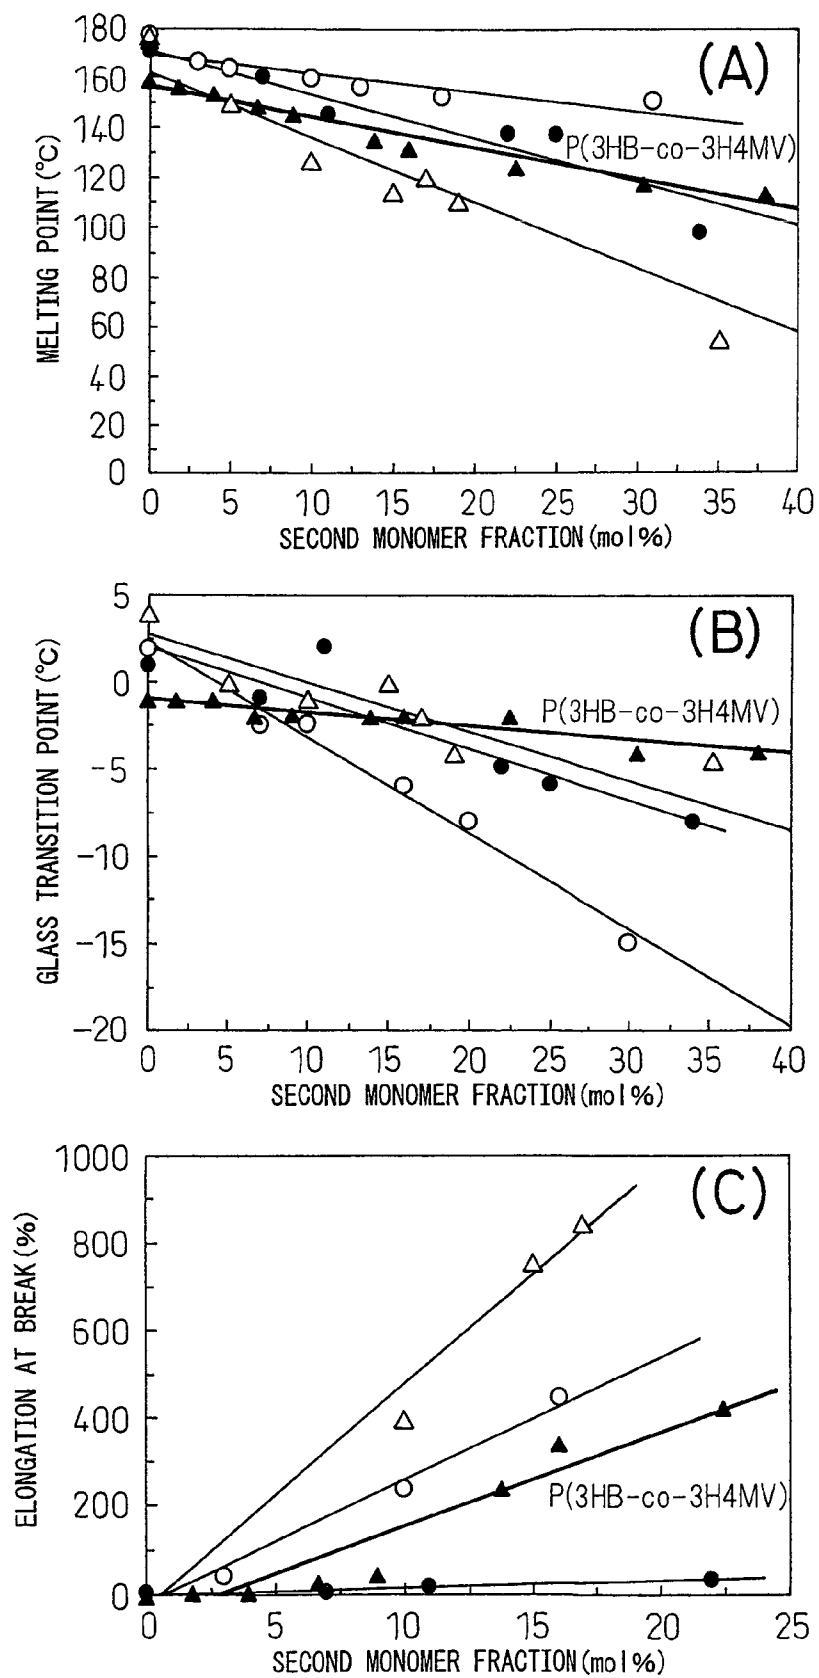 180
160
140
120
100
80
60
40
20
0
MELTING POINT(°C)
(A)
P(3HB-co-3H4MV)
0 5 10 15 20 25 30 35 40
SECOND MONOMER FRACTION(mol%)
5
0
-5
-10
-15
-20
GLASS TRANSITION POINT(°C)
(B)
P(3HB-co-3H4MV)
0 5 10 15 20 25 30 35 40
SECOND MONOMER FRACTION(mol%)
1000
800
600
400
200
0
ELONGATION AT BREAK(%)
(C)
P(3HB-co-3H4MV)
0 5 10 15 20 25
SECOND MONOMER FRACTION(mol%)